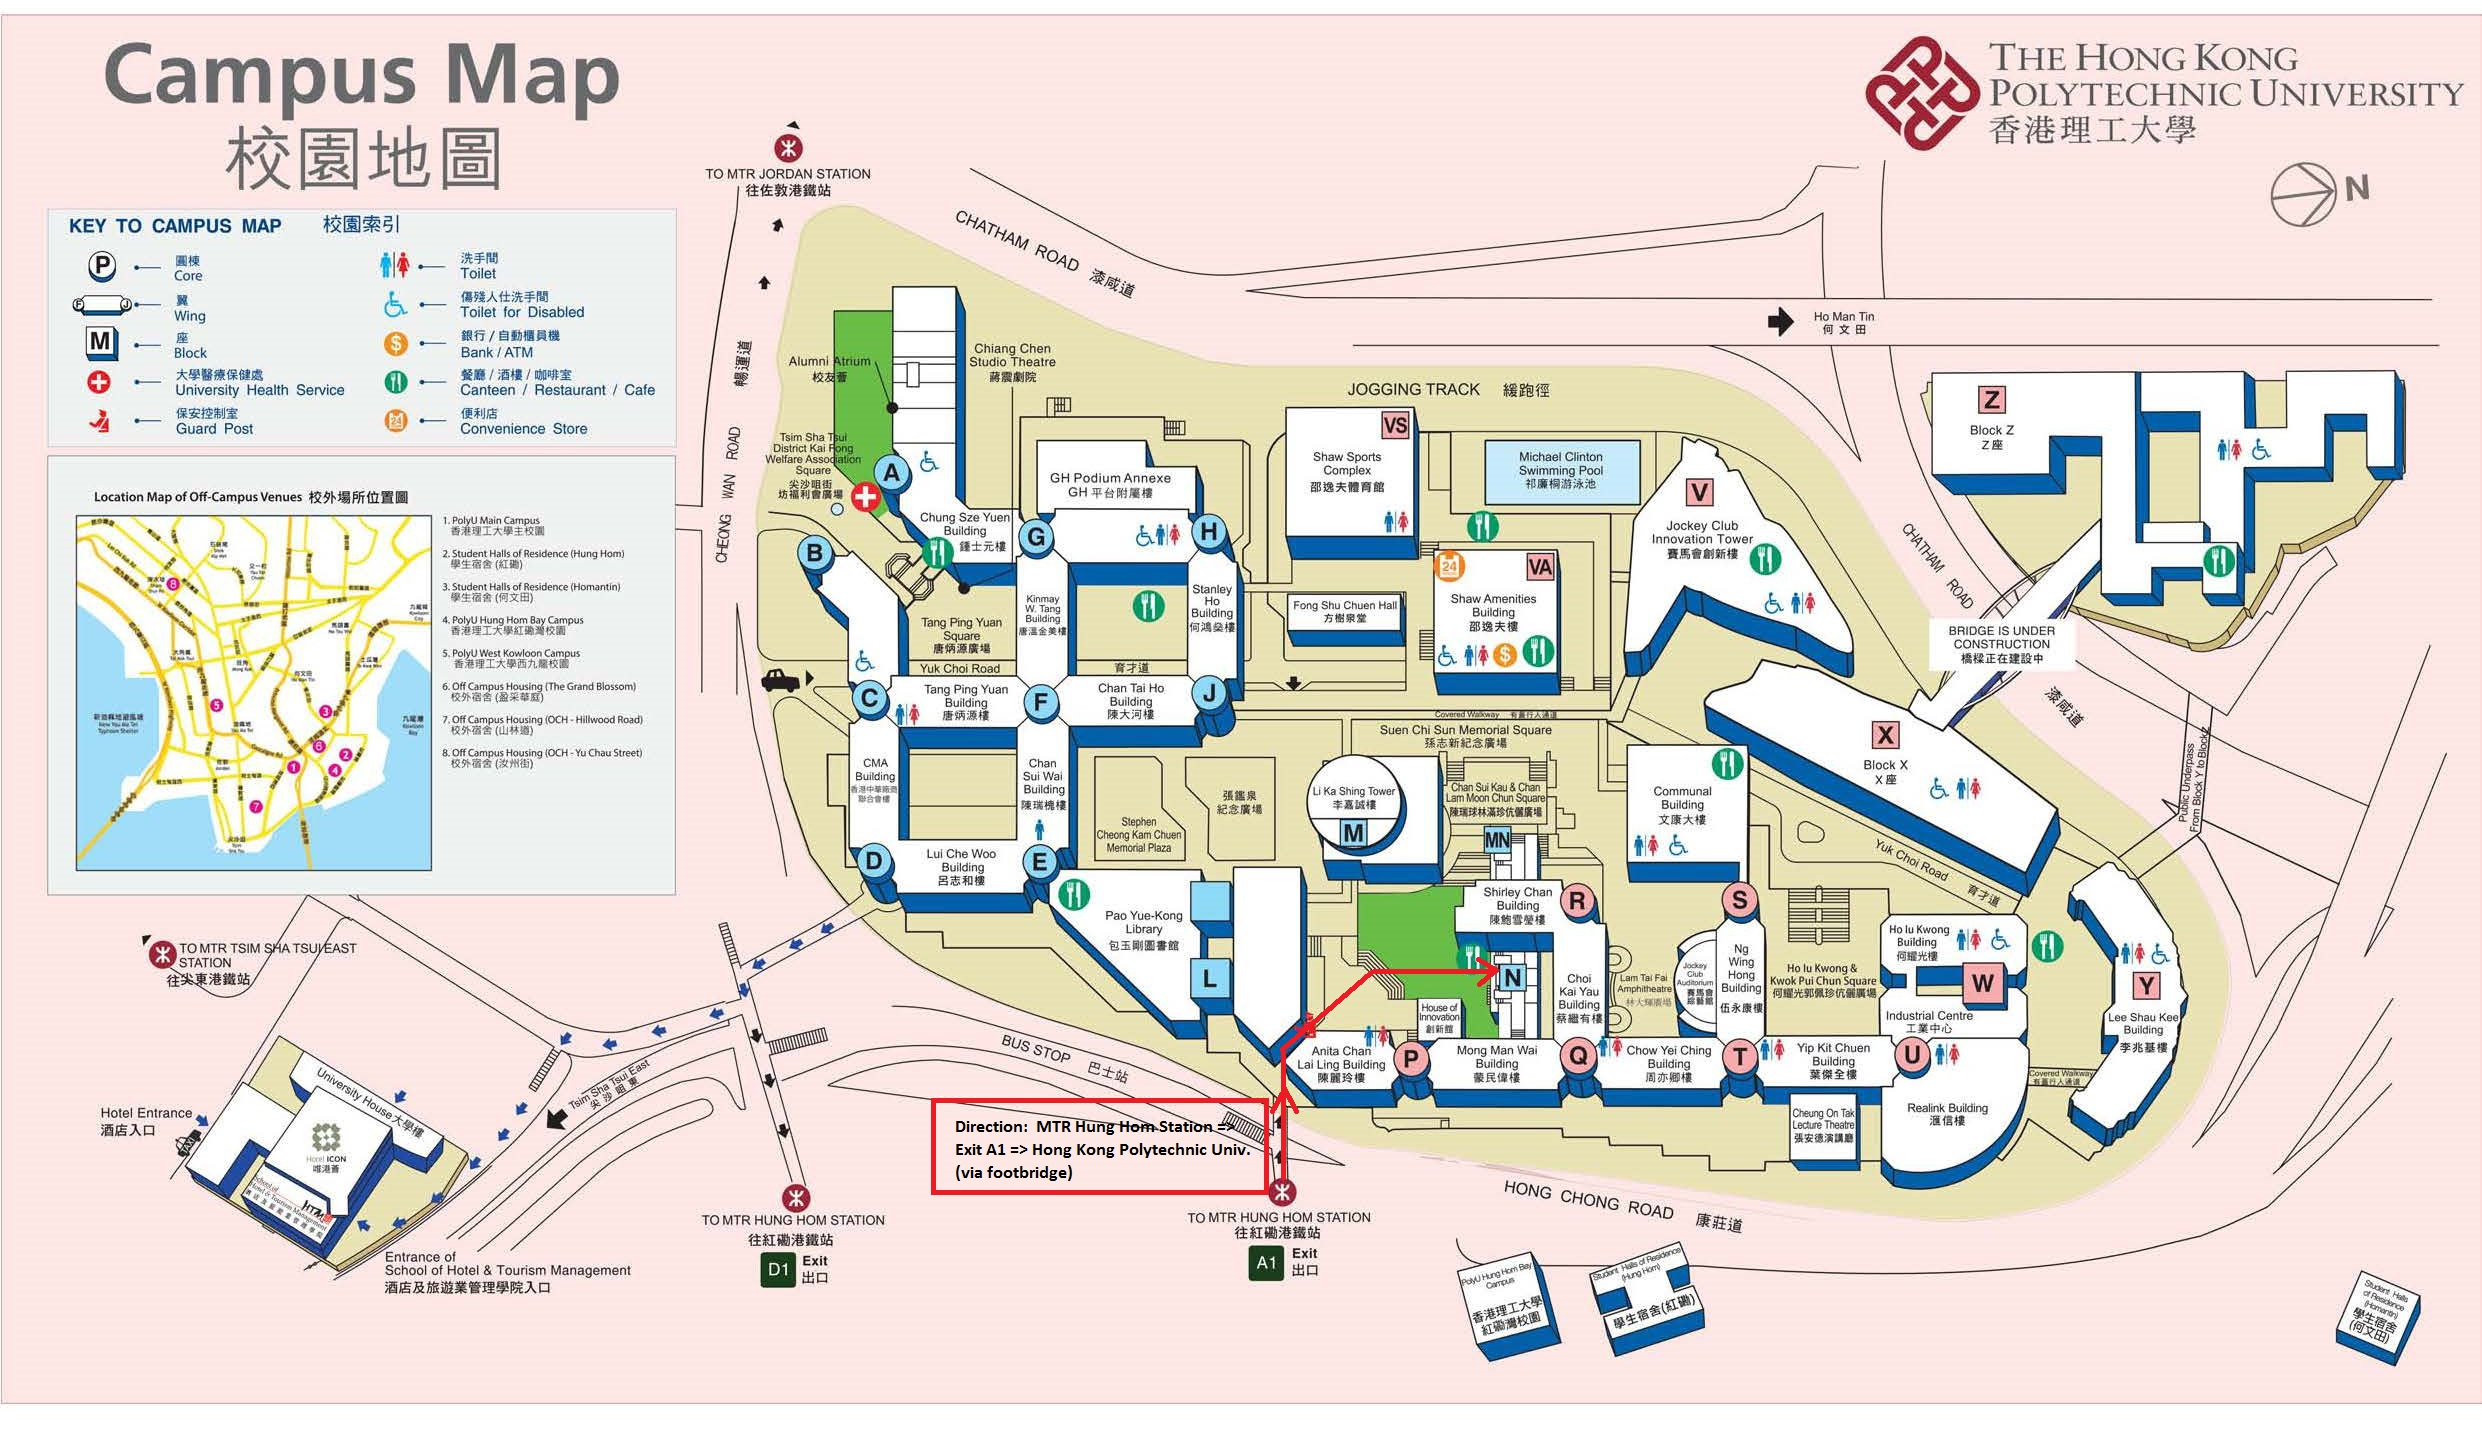 Campus Map
校園地圖
THE HONG KONG
POLYTECHNIC UNIVERSITY
香港理工大學
N
KEY TO CAMPUS MAP 校園索引
P 圓棟
Core
F J 翼
Wing
M 座
Block
大學醫療保健處
University Health Service
保安控制室
Guard Post
洗手間
Toilet
傷殘人仕洗手間
Toilet for Disabled
$ 銀行 / 自動櫃員機
Bank / ATM
餐廳 / 酒樓 / 咖啡室
Canteen / Restaurant / Cafe
24 便利店
Convenience Store
Location Map of Off-Campus Venues 校外場所位置圖
1. PolyU Main Campus
香港理工大學主校園
2. Student Halls of Residence (Hung Hom)
學生宿舍 (紅磡)
3. Student Halls of Residence (Homantin)
學生宿舍 (何文田)
4. PolyU Hung Hom Bay Campus
香港理工大學紅磡灣校園
5. PolyU West Kowloon Campus
香港理工大學西九龍校園
6. Off Campus Housing (The Grand Blossom)
校外宿舍 (盈采華庭)
7. Off Campus Housing (OCH - Hillwood Road)
校外宿舍 (山林道)
8. Off Campus Housing (OCH - Yu Chau Street)
校外宿舍 (汝州街)
8
5
3
6
2
1
4
7
TO MTR JORDAN STATION
往佐敦港鐵站
CHATHAM ROAD 漆咸道
Ho Man Tin
何文田
CHEONG WAN ROAD 暢運道
Alumni Atrium
校友薈
Chiang Chen
Studio Theatre
蔣震劇院
Tsim Sha Tsui
District Kai Fong
Welfare Association
Square
尖沙咀街
坊福利會廣場
A
Chung Sze Yuen
Building
鍾士元樓
B
GH Podium Annexe
GH 平台附屬樓
G
H
Kinmay
W. Tang
Building
唐溫金美樓
Stanley
Ho
Building
何鴻燊樓
Tang Ping Yuan
Square
唐炳源廣場
Yuk Choi Road 育才道
C
Tang Ping Yuan
Building
唐炳源樓
F
Chan Tai Ho
Building
陳大河樓
J
CMA
Building
香港中華廠商
聯合會樓
Chan
Sui Wai
Building
陳瑞槐樓
D
Lui Che Woo
Building
呂志和樓
E
Stephen
Cheong Kam Chuen
Memorial Plaza
張鑑泉
紀念廣場
Pao Yue-Kong
Library
包玉剛圖書館
L
JOGGING TRACK 緩跑徑
VS
Shaw Sports
Complex
邵逸夫體育館
Michael Clinton
Swimming Pool
祁廉桐游泳池
Fong Shu Chuen Hall
方樹泉堂
24
VA
Shaw Amenities
Building
邵逸夫樓
$
V
Jockey Club
Innovation Tower
賽馬會創新樓
Z
Block Z
Z 座
CHATHAM ROAD 漆咸道
BRIDGE IS UNDER
CONSTRUCTION
橋樑正在建設中
Covered Walkway 有蓋行人通道
Suen Chi Sun Memorial Square
孫志新紀念廣場
Li Ka Shing Tower
李嘉誠樓
M
Chan Sui Kau & Chan
Lam Moon Chun Square
陳瑞球林滿珍伉儷廣場
MN
Communal
Building
文康大樓
X
Block X
X 座
Yuk Choi Road 育才道
Public Underpass
From Block Y to Block Z
Shirley Chan
Building
陳鮑雪瑩樓
R
S
N
Choi
Kai Yau
Building
蔡繼有樓
Lam Tai Fai
Amphitheatre
林大輝廣場
Jockey
Club
Auditorium
賽馬會
綜藝館
Ng
Wing
Hong
Building
伍永康樓
Ho Iu Kwong &
Kwok Pui Chun Square
何耀光郭佩珍伉儷廣場
Ho Iu Kwong
Building
何耀光樓
W
Industrial Centre
工業中心
Y
Lee Shau Kee
Building
李兆基樓
House of
Innovation
創新館
Anita Chan
Lai Ling Building
陳麗玲樓
P
Mong Man Wai
Building
蒙民偉樓
Q
Chow Yei Ching
Building
周亦卿樓
T
Yip Kit Chuen
Building
葉傑全樓
U
Covered Walkway
有蓋行人通道
Cheung On Tak
Lecture Theatre
張安德演講廳
Realink Building
滙信樓
BUS STOP 巴士站
Direction: MTR Hung Hom Station =>
Exit A1 => Hong Kong Polytechnic Univ.
(via footbridge)
HONG CHONG ROAD 康莊道
TO MTR TSIM SHA TSUI EAST
STATION
往尖東港鐵站
Tsim Sha Tsui East
尖沙咀東
University House 大學樓
Hotel Entrance
酒店入口
TAXI
Hotel ICON
唯港薈
School of
Hotel & Tourism Management
酒店及旅遊業管理學院
HTM
Entrance of
School of Hotel & Tourism Management
酒店及旅遊業管理學院入口
TO MTR HUNG HOM STATION
往紅磡港鐵站
D1 Exit
出口
TO MTR HUNG HOM STATION
往紅磡港鐵站
A1 Exit
出口
PolyU Hung Hom Bay
Campus
香港理工大學
紅磡灣校園
Student Halls of Residence
(Hung Hom)
學生宿舍(紅磡)
Student Halls
of Residence
(Homantin)
學生宿舍
(何文田)